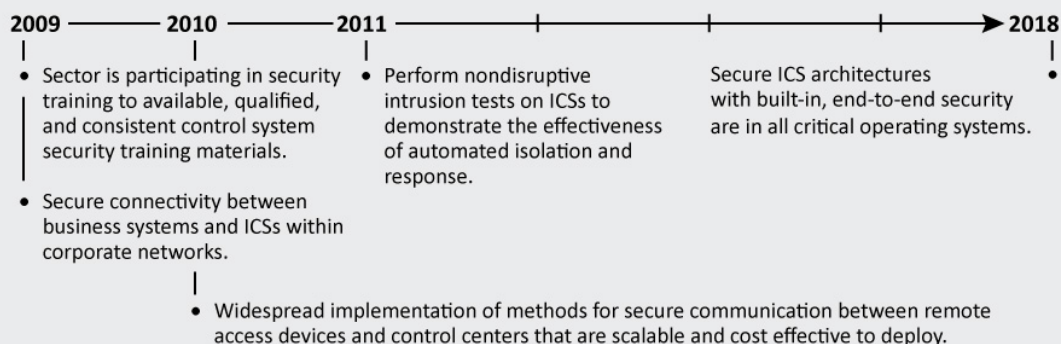 2009 2010 2011 2018
• Sector is participating in security
training to available, qualified,
and consistent control system
security training materials.
• Secure connectivity between
business systems and ICSs within
corporate networks.
• Widespread implementation of methods for secure communication between remote
access devices and control centers that are scalable and cost effective to deploy.
• Perform nondisruptive
intrusion tests on ICSs to
demonstrate the effectiveness
of automated isolation and
response.
Secure ICS architectures
with built-in, end-to-end security
are in all critical operating systems.
•